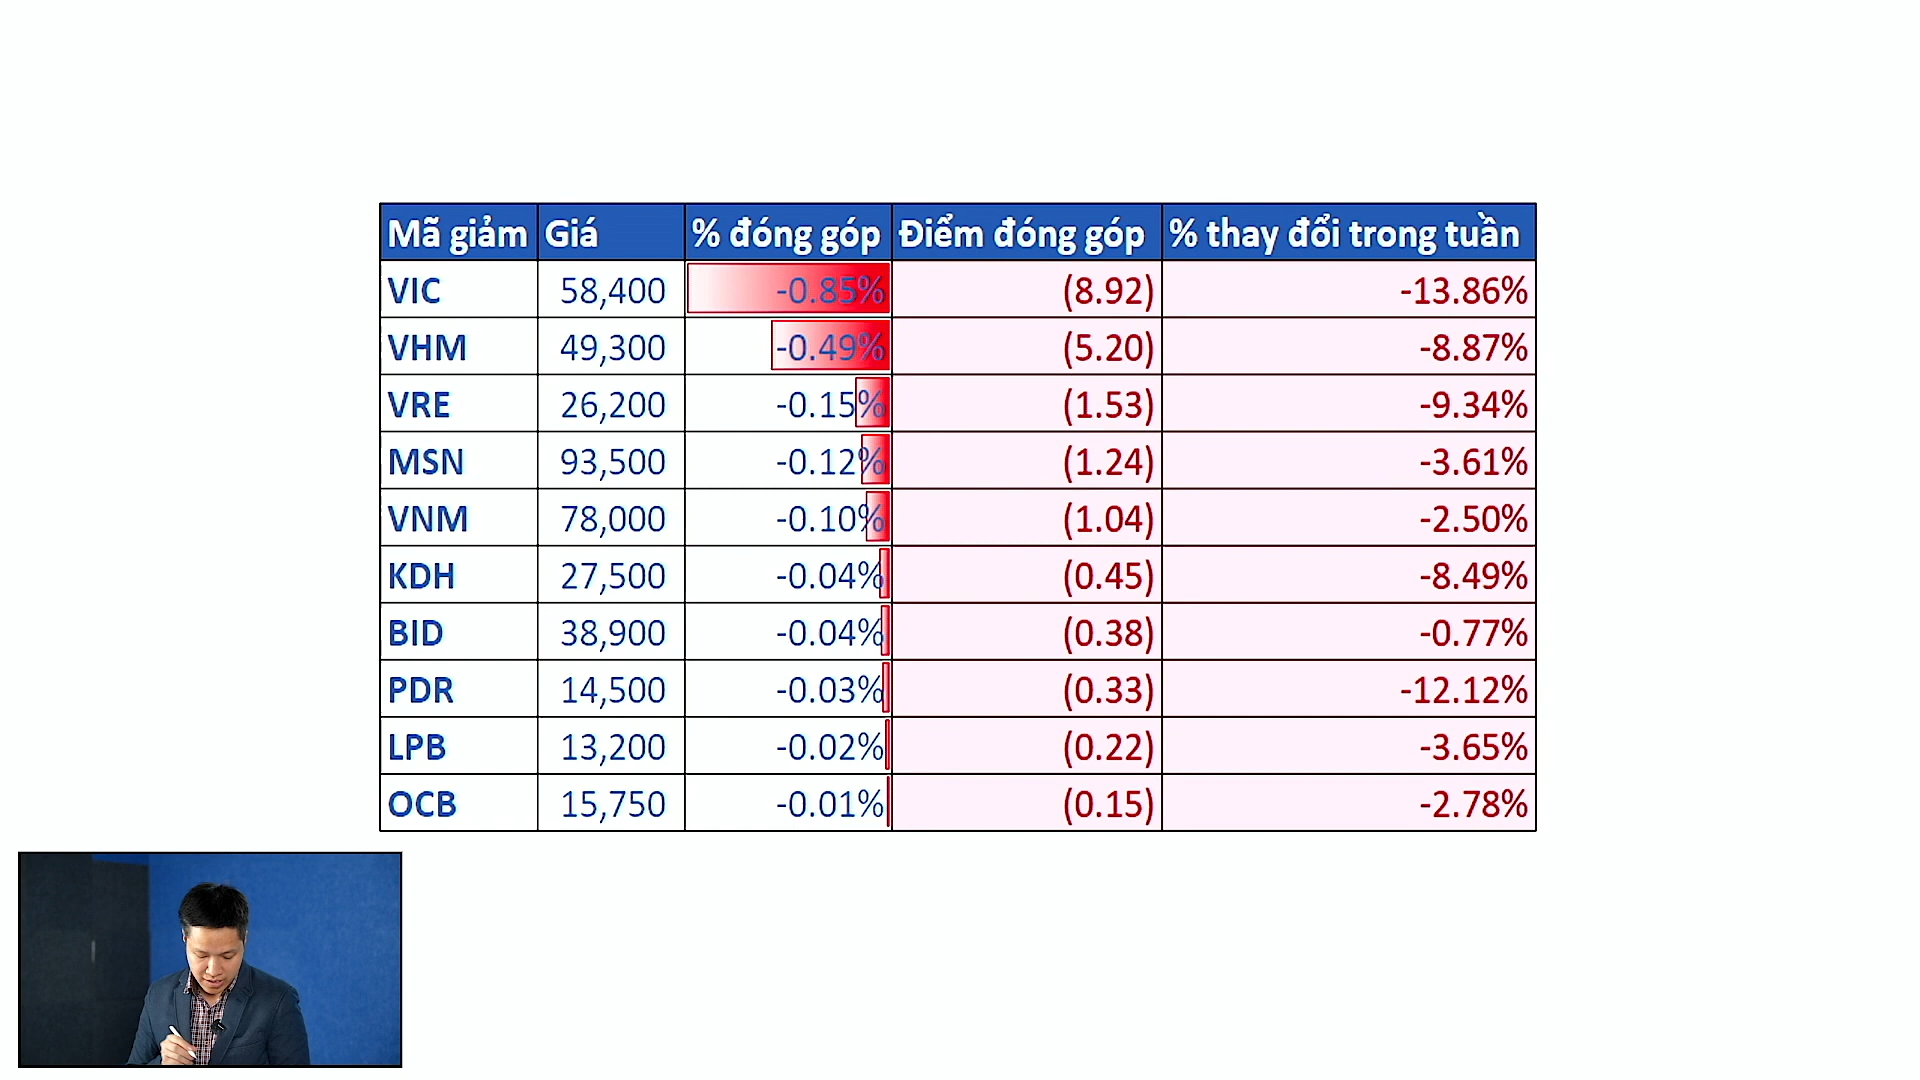 Mã giảm Giá % đóng góp Điểm đóng góp % thay đổi trong tuần
VIC 58,400 -0.85% (8.92) -13.86%
VHM 49,300 -0.49% (5.20) -8.87%
VRE 26,200 -0.15% (1.53) -9.34%
MSN 93,500 -0.12% (1.24) -3.61%
VNM 78,000 -0.10% (1.04) -2.50%
KDH 27,500 -0.04% (0.45) -8.49%
BID 38,900 -0.04% (0.38) -0.77%
PDR 14,500 -0.03% (0.33) -12.12%
LPB 13,200 -0.02% (0.22) -3.65%
OCB 15,750 -0.01% (0.15) -2.78%